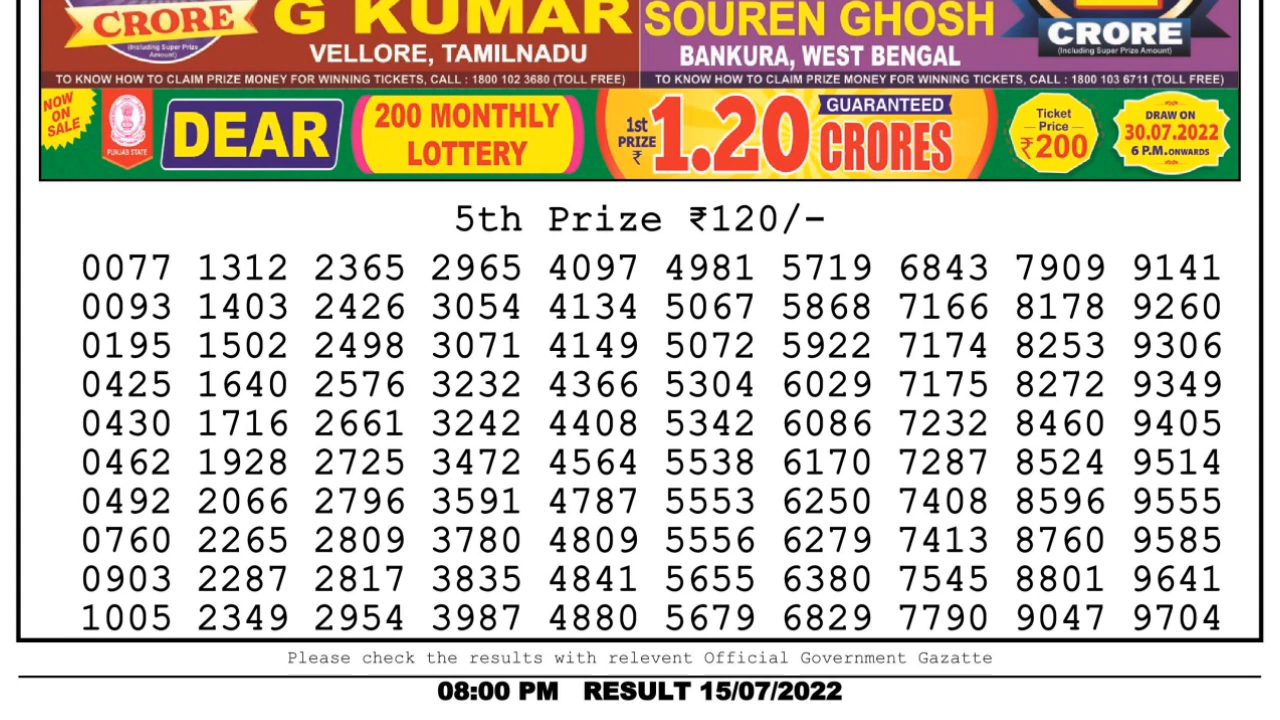 CRORE
(Including Super Prize
Amount)
G KUMAR
VELLORE, TAMILNADU
SOUREN GHOSH
BANKURA, WEST BENGAL
CRORE
(Including Super Prize Amount)
TO KNOW HOW TO CLAIM PRIZE MONEY FOR WINNING TICKETS, CALL : 1800 102 3680 (TOLL FREE)
TO KNOW HOW TO CLAIM PRIZE MONEY FOR WINNING TICKETS, CALL : 1800 103 6711 (TOLL FREE)
NOW
ON
SALE
PUNJAB STATE
DEAR
200 MONTHLY
LOTTERY
1st
PRIZE
₹
1.20
GUARANTEED
CRORES
Ticket
Price
₹200
DRAW ON
30.07.2022
6 P.M. ONWARDS
5th Prize ₹120/-
0077 1312 2365 2965 4097 4981 5719 6843 7909 9141
0093 1403 2426 3054 4134 5067 5868 7166 8178 9260
0195 1502 2498 3071 4149 5072 5922 7174 8253 9306
0425 1640 2576 3232 4366 5304 6029 7175 8272 9349
0430 1716 2661 3242 4408 5342 6086 7232 8460 9405
0462 1928 2725 3472 4564 5538 6170 7287 8524 9514
0492 2066 2796 3591 4787 5553 6250 7408 8596 9555
0760 2265 2809 3780 4809 5556 6279 7413 8760 9585
0903 2287 2817 3835 4841 5655 6380 7545 8801 9641
1005 2349 2954 3987 4880 5679 6829 7790 9047 9704
Please check the results with relevent Official Government Gazatte
08:00 PM RESULT 15/07/2022